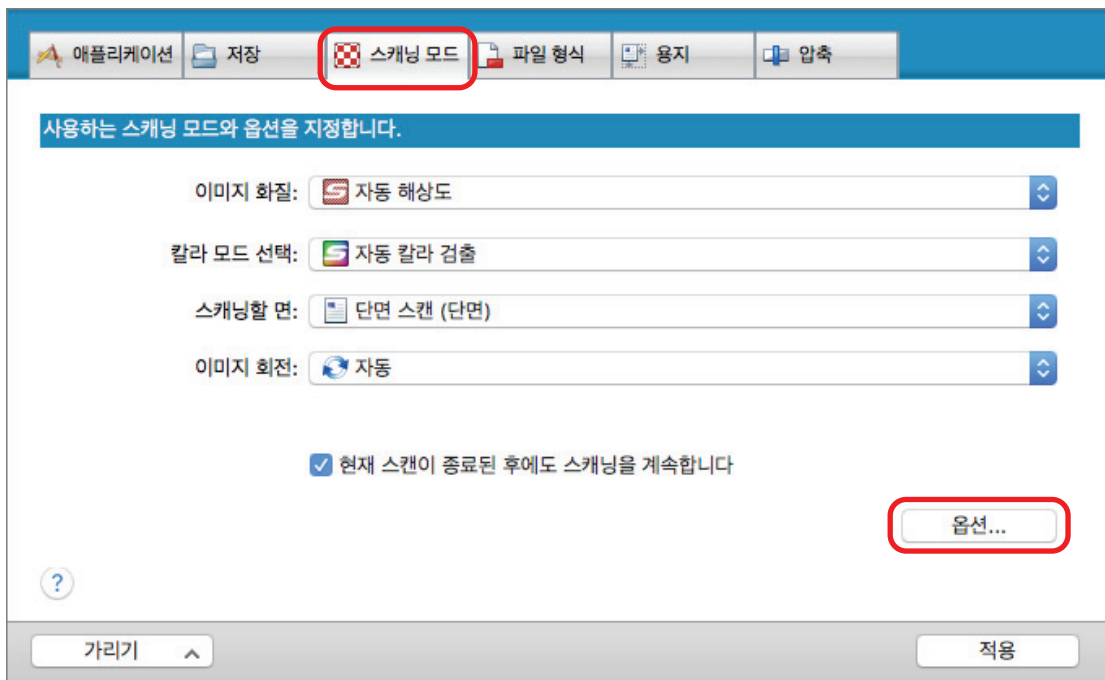 애플리케이션 저장 스캐닝 모드 파일 형식 용지 압축
사용하는 스캐닝 모드와 옵션을 지정합니다.
이미지 화질: 자동 해상도
칼라 모드 선택: 자동 칼라 검출
스캐닝할 면: 단면 스캔 (단면)
이미지 회전: 자동
현재 스캔이 종료된 후에도 스캐닝을 계속합니다
옵션...
?
가리기 적용